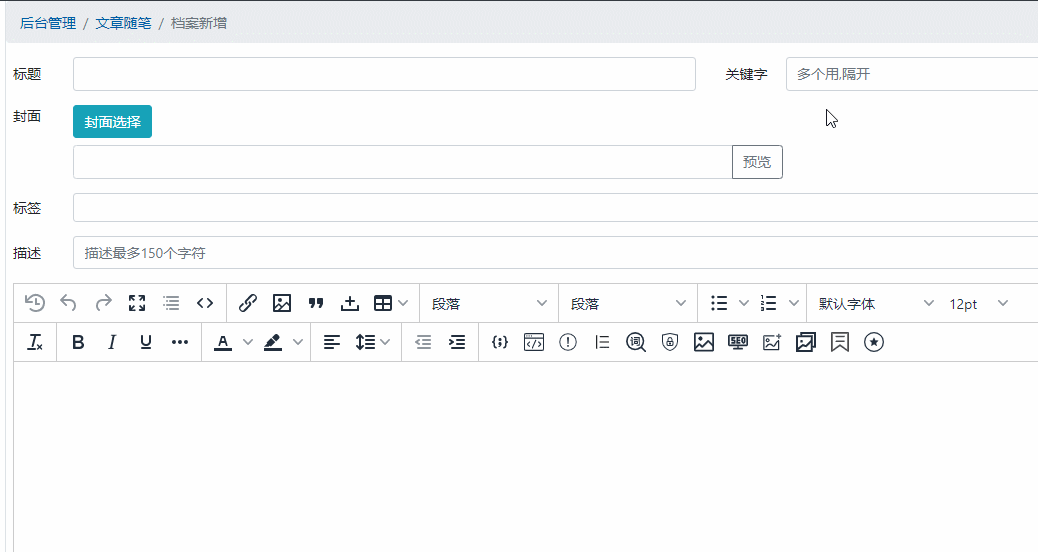 后台管理 / 文章随笔 / 档案新增
标题 关键字 多个用,隔开
封面 封面选择
预览
标签
描述 描述最多150个字符
段落 段落 默认字体 12pt
词 SEO